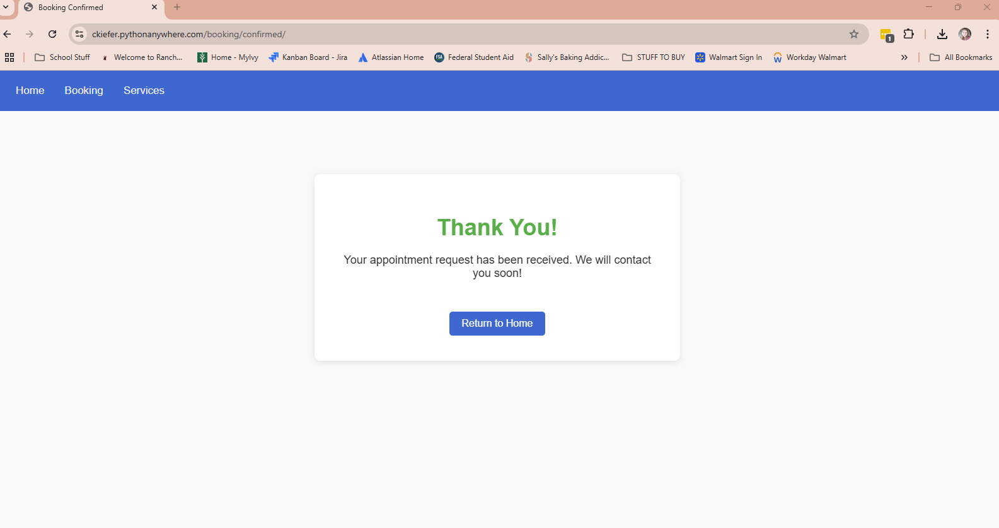 Booking Confirmed
ckiefer.pythonanywhere.com/booking/confirmed/
1
School Stuff Welcome to Ranch... Home - MyIvy Kanban Board - Jira Atlassian Home FSA Federal Student Aid Sally's Baking Addic... STUFF TO BUY Walmart Sign In Workday Walmart All Bookmarks
Home Booking Services
Thank You!
Your appointment request has been received. We will contact
you soon!
Return to Home